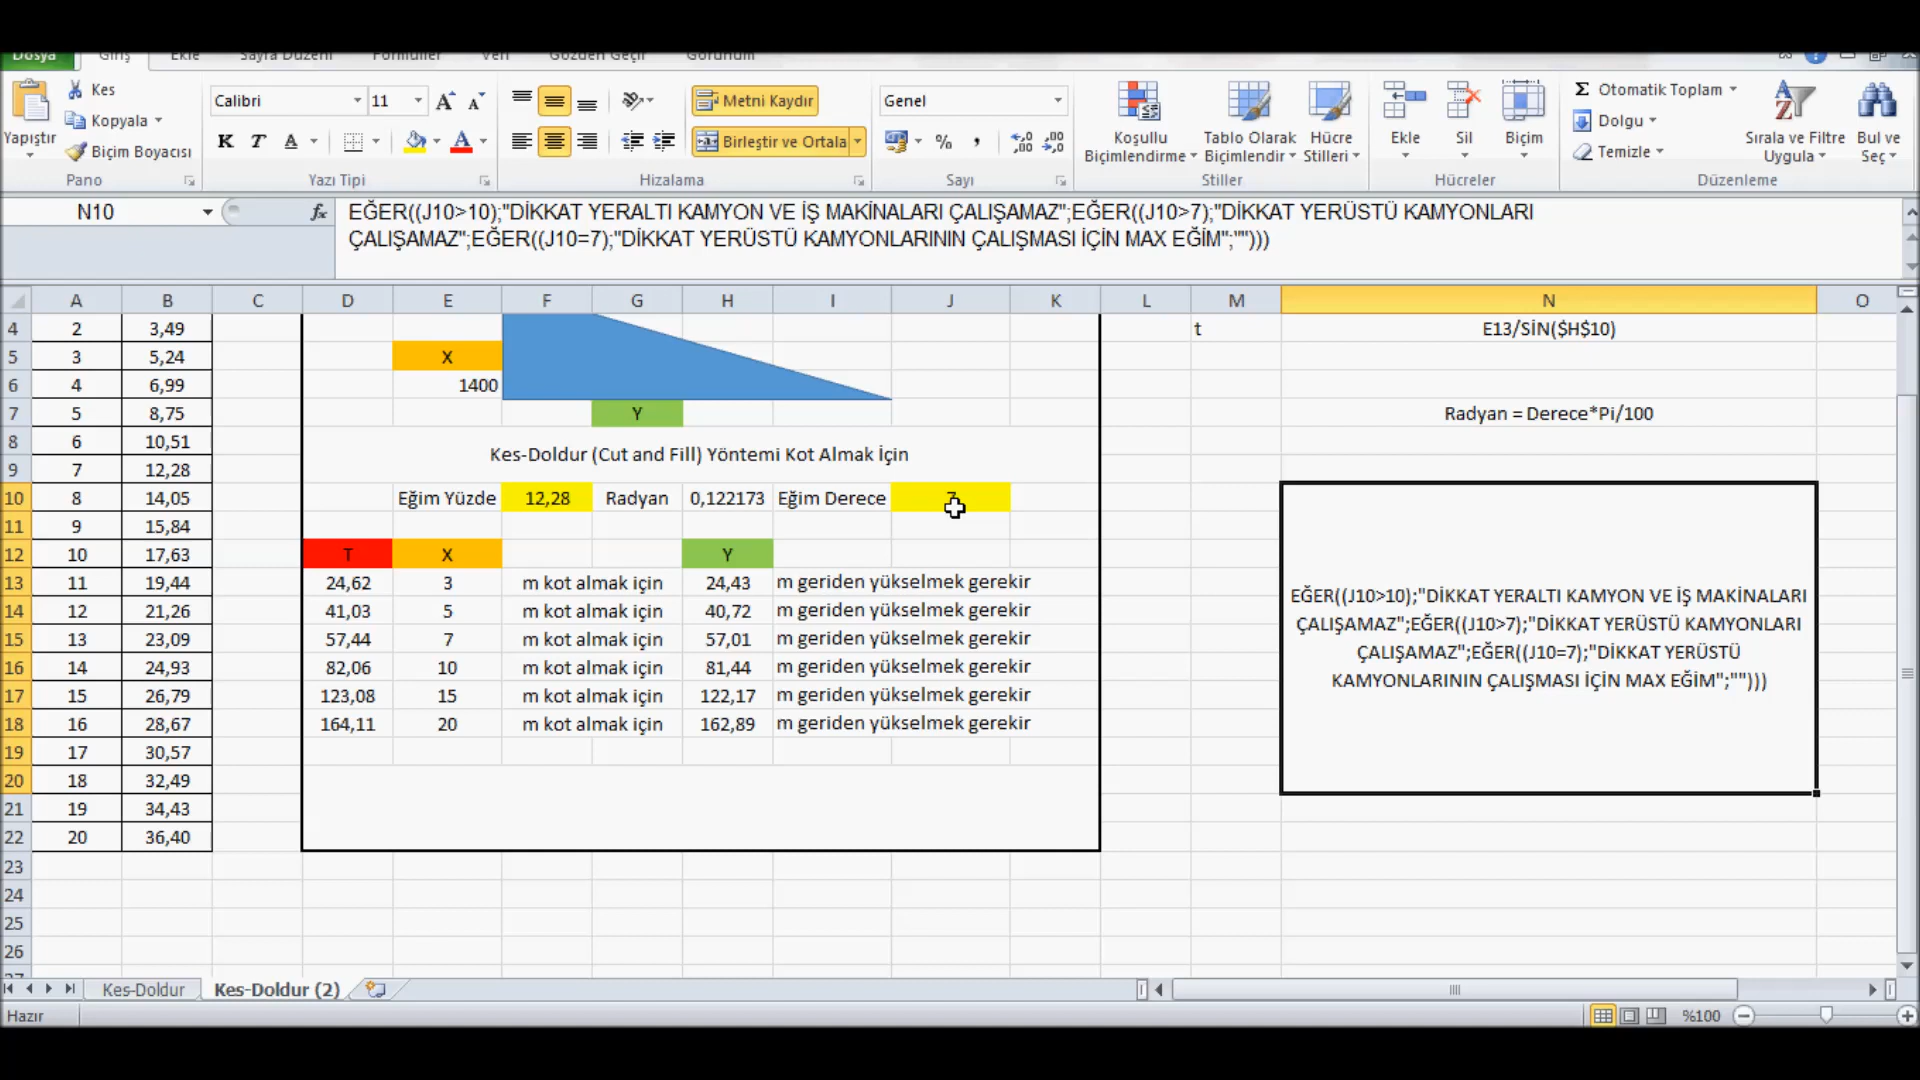 Dosya Giriş Ekle Sayfa Düzeni Formüller Veri Gözden Geçir Görünüm
Yapıştır
Kes
Kopyala
Biçim Boyacısı
Pano
Calibri 11
K T A
Yazı Tipi
Metni Kaydır
Birleştir ve Ortala
Hizalama
Genel
%
Sayı
Koşullu Biçimlendirme
Tablo Olarak Biçimlendir
Hücre Stilleri
Stiller
Ekle
Sil
Biçim
Hücreler
Σ Otomatik Toplam
Dolgu
Temizle
Sırala ve Filtre Uygula
Bul ve Seç
Düzenleme
N10
fx
EĞER((J10>10);"DİKKAT YERALTI KAMYON VE İŞ MAKİNALARI ÇALIŞAMAZ";EĞER((J10>7);"DİKKAT YERÜSTÜ KAMYONLARI
ÇALIŞAMAZ";EĞER((J10=7);"DİKKAT YERÜSTÜ KAMYONLARININ ÇALIŞMASI İÇİN MAX EĞİM";"")))
A B C D E F G H I J K L M N O
4 2 3,49 t E13/SİN($H$10)
5 3 5,24 X
6 4 6,99 1400
7 5 8,75 Y Radyan = Derece*Pi/100
8 6 10,51
Kes-Doldur (Cut and Fill) Yöntemi Kot Almak İçin
9 7 12,28
10 8 14,05 Eğim Yüzde 12,28 Radyan 0,122173 Eğim Derece 7
11 9 15,84
12 10 17,63 T X Y
13 11 19,44 24,62 3 m kot almak için 24,43 m geriden yükselmek gerekir
14 12 21,26 41,03 5 m kot almak için 40,72 m geriden yükselmek gerekir
15 13 23,09 57,44 7 m kot almak için 57,01 m geriden yükselmek gerekir
16 14 24,93 82,06 10 m kot almak için 81,44 m geriden yükselmek gerekir
17 15 26,79 123,08 15 m kot almak için 122,17 m geriden yükselmek gerekir
18 16 28,67 164,11 20 m kot almak için 162,89 m geriden yükselmek gerekir
19 17 30,57
20 18 32,49
21 19 34,43
22 20 36,40
23
24
25
26
EĞER((J10>10);"DİKKAT YERALTI KAMYON VE İŞ MAKİNALARI
ÇALIŞAMAZ";EĞER((J10>7);"DİKKAT YERÜSTÜ KAMYONLARI
ÇALIŞAMAZ";EĞER((J10=7);"DİKKAT YERÜSTÜ
KAMYONLARININ ÇALIŞMASI İÇİN MAX EĞİM";"")))
Kes-Doldur Kes-Doldur (2)
Hazır
%100